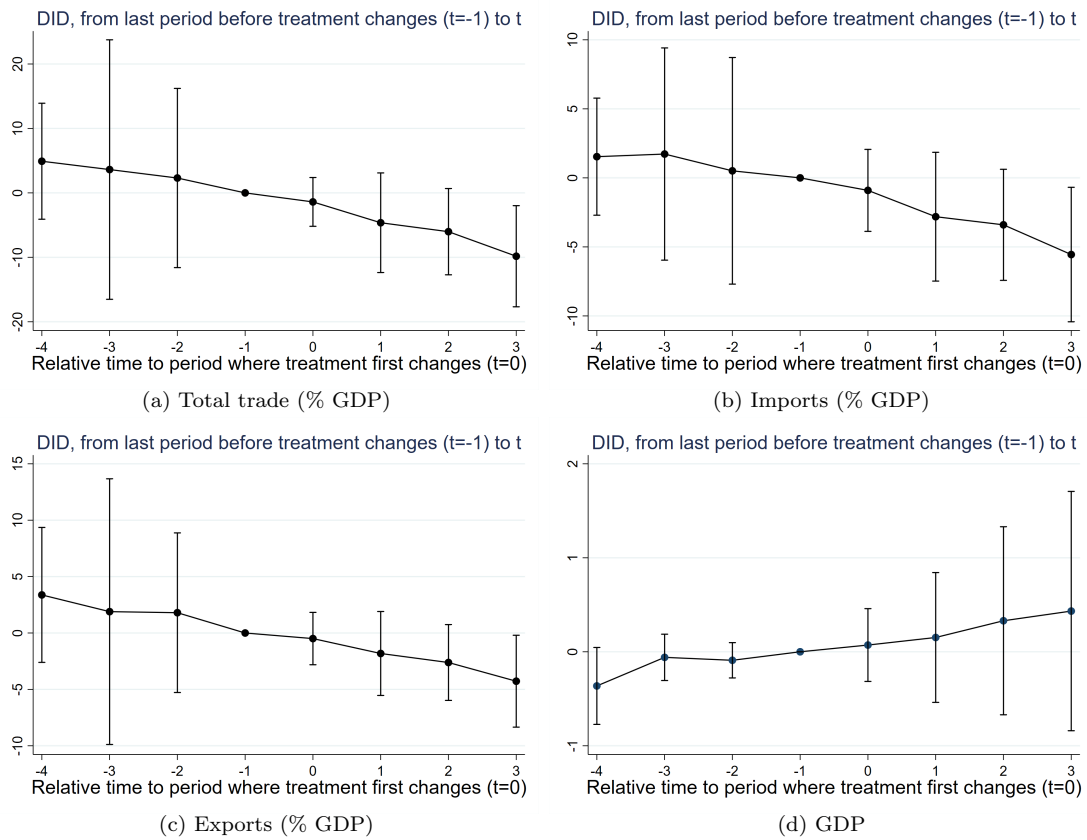 DID, from last period before treatment changes (t=-1) to t
20
10
0
-10
-20
-4 -3 -2 -1 0 1 2 3
Relative time to period where treatment first changes (t=0)
(a) Total trade (% GDP)
DID, from last period before treatment changes (t=-1) to t
10
5
0
-5
-10
-4 -3 -2 -1 0 1 2 3
Relative time to period where treatment first changes (t=0)
(b) Imports (% GDP)
DID, from last period before treatment changes (t=-1) to t
15
10
5
0
-5
-10
-4 -3 -2 -1 0 1 2 3
Relative time to period where treatment first changes (t=0)
(c) Exports (% GDP)
DID, from last period before treatment changes (t=-1) to t
2
1
0
-1
-4 -3 -2 -1 0 1 2 3
Relative time to period where treatment first changes (t=0)
(d) GDP